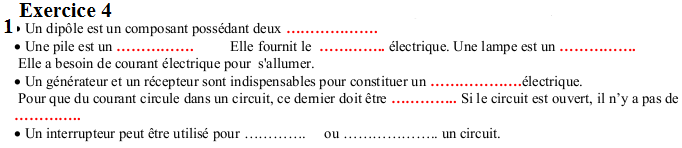 Exercice 4
1• Un dipôle est un composant possédant deux …………………
• Une pile est un ……………. Elle fournit le ………….. électrique. Une lampe est un …………….
Elle a besoin de courant électrique pour s'allumer.
• Un générateur et un récepteur sont indispensables pour constituer un ……………….électrique.
Pour que du courant circule dans un circuit, ce dernier doit être ………….. Si le circuit est ouvert, il n'y a pas de
…………..
• Un interrupteur peut être utilisé pour …………. ou ………………. un circuit.